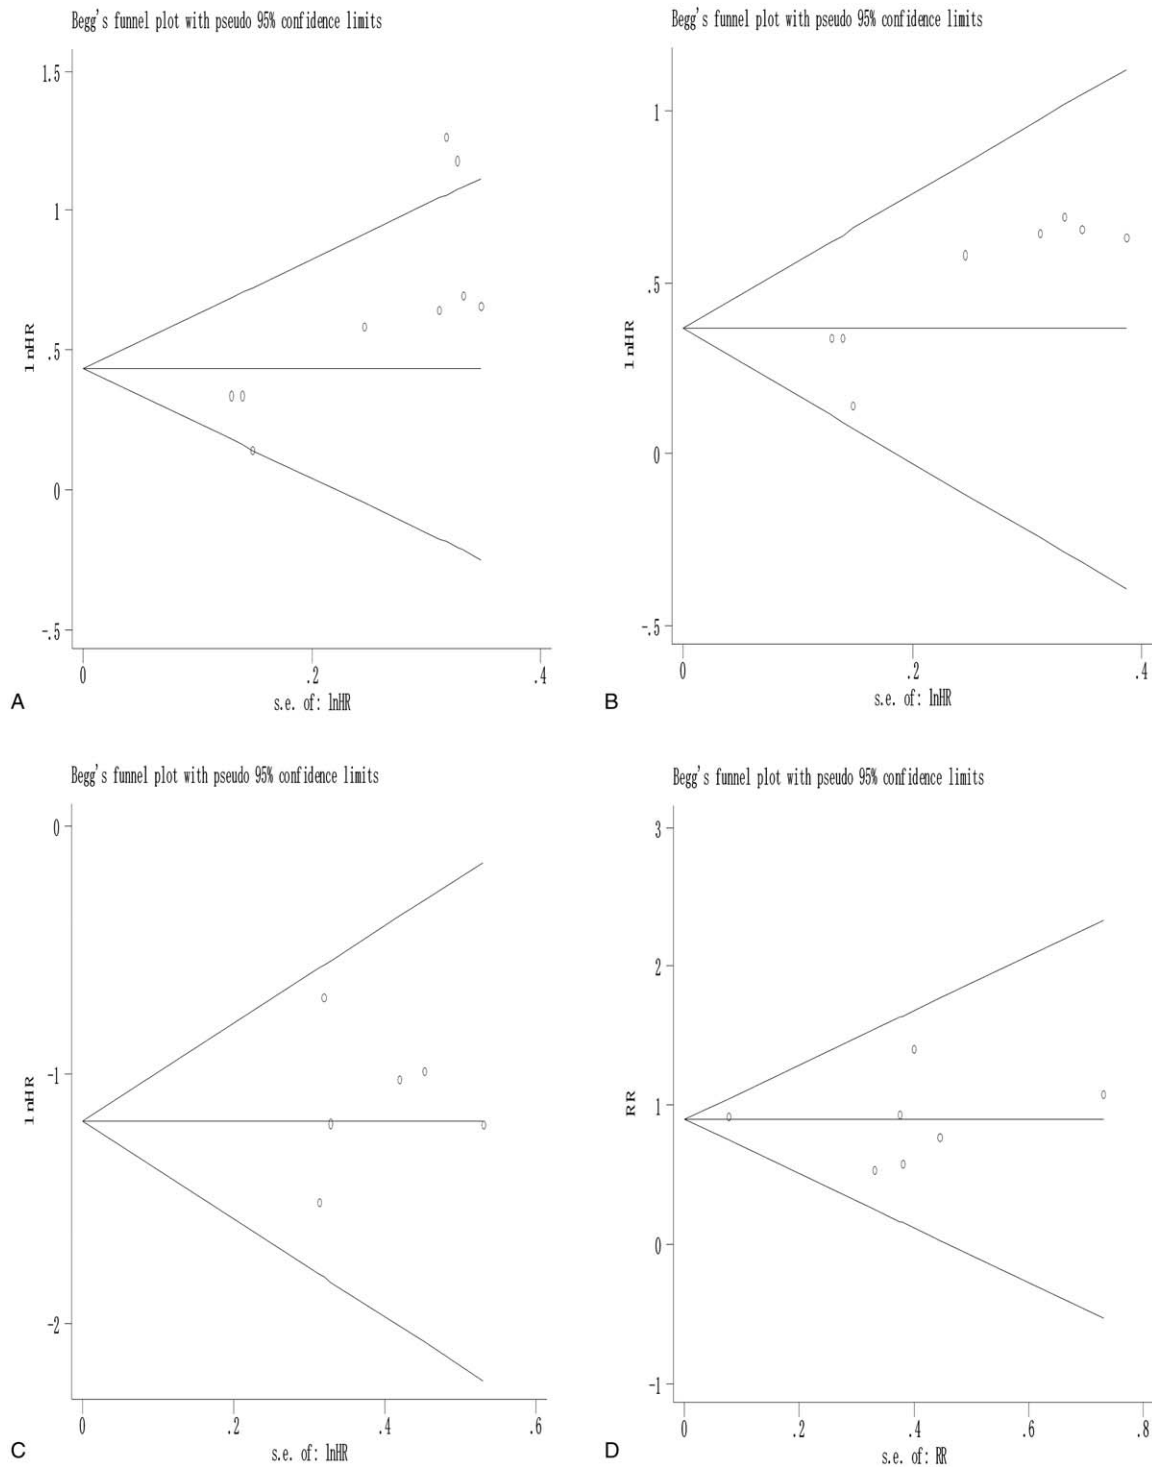 Begg's funnel plot with pseudo 95% confidence limits
1.5
1
.5
0
-.5
lnHR
0 .2 .4
s.e. of: lnHR
A
Begg's funnel plot with pseudo 95% confidence limits
1
.5
0
-.5
lnHR
0 .2 .4
s.e. of: lnHR
B
Begg's funnel plot with pseudo 95% confidence limits
0
-1
-2
lnHR
0 .2 .4 .6
s.e. of: lnHR
C
Begg's funnel plot with pseudo 95% confidence limits
3
2
1
0
-1
RR
0 .2 .4 .6 .8
s.e. of: RR
D